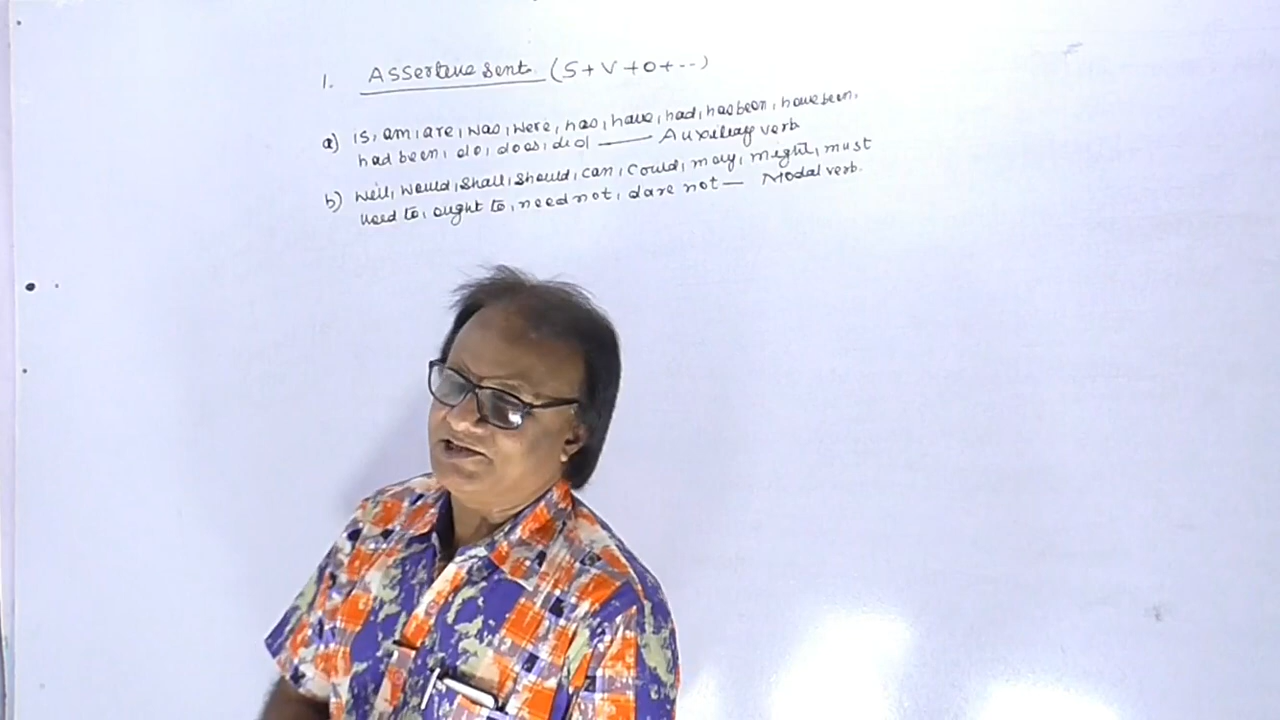 1. Assertive sent. (S+V+O+--)
a) is, am, are, was, were, has, have, had, has been, have been,
had been, do, does, did —— Auxiliary verb
b) will, would, shall, should, can, could, may, might, must
used to, ought to, need not, dare not — Modal verb.